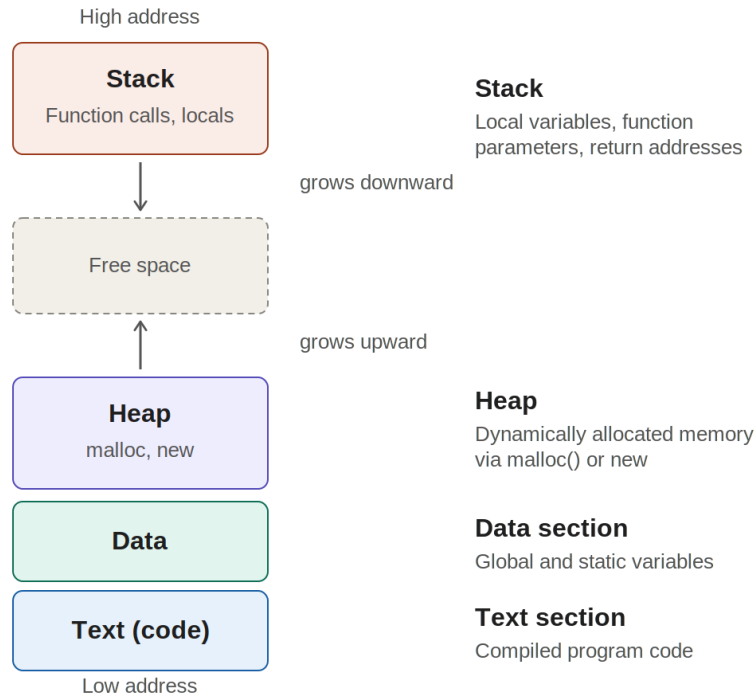 High address
Stack
Function calls, locals
Stack
Local variables, function
parameters, return addresses
grows downward
Free space
grows upward
Heap
malloc, new
Heap
Dynamically allocated memory
via malloc() or new
Data
Data section
Global and static variables
Text (code)
Text section
Compiled program code
Low address